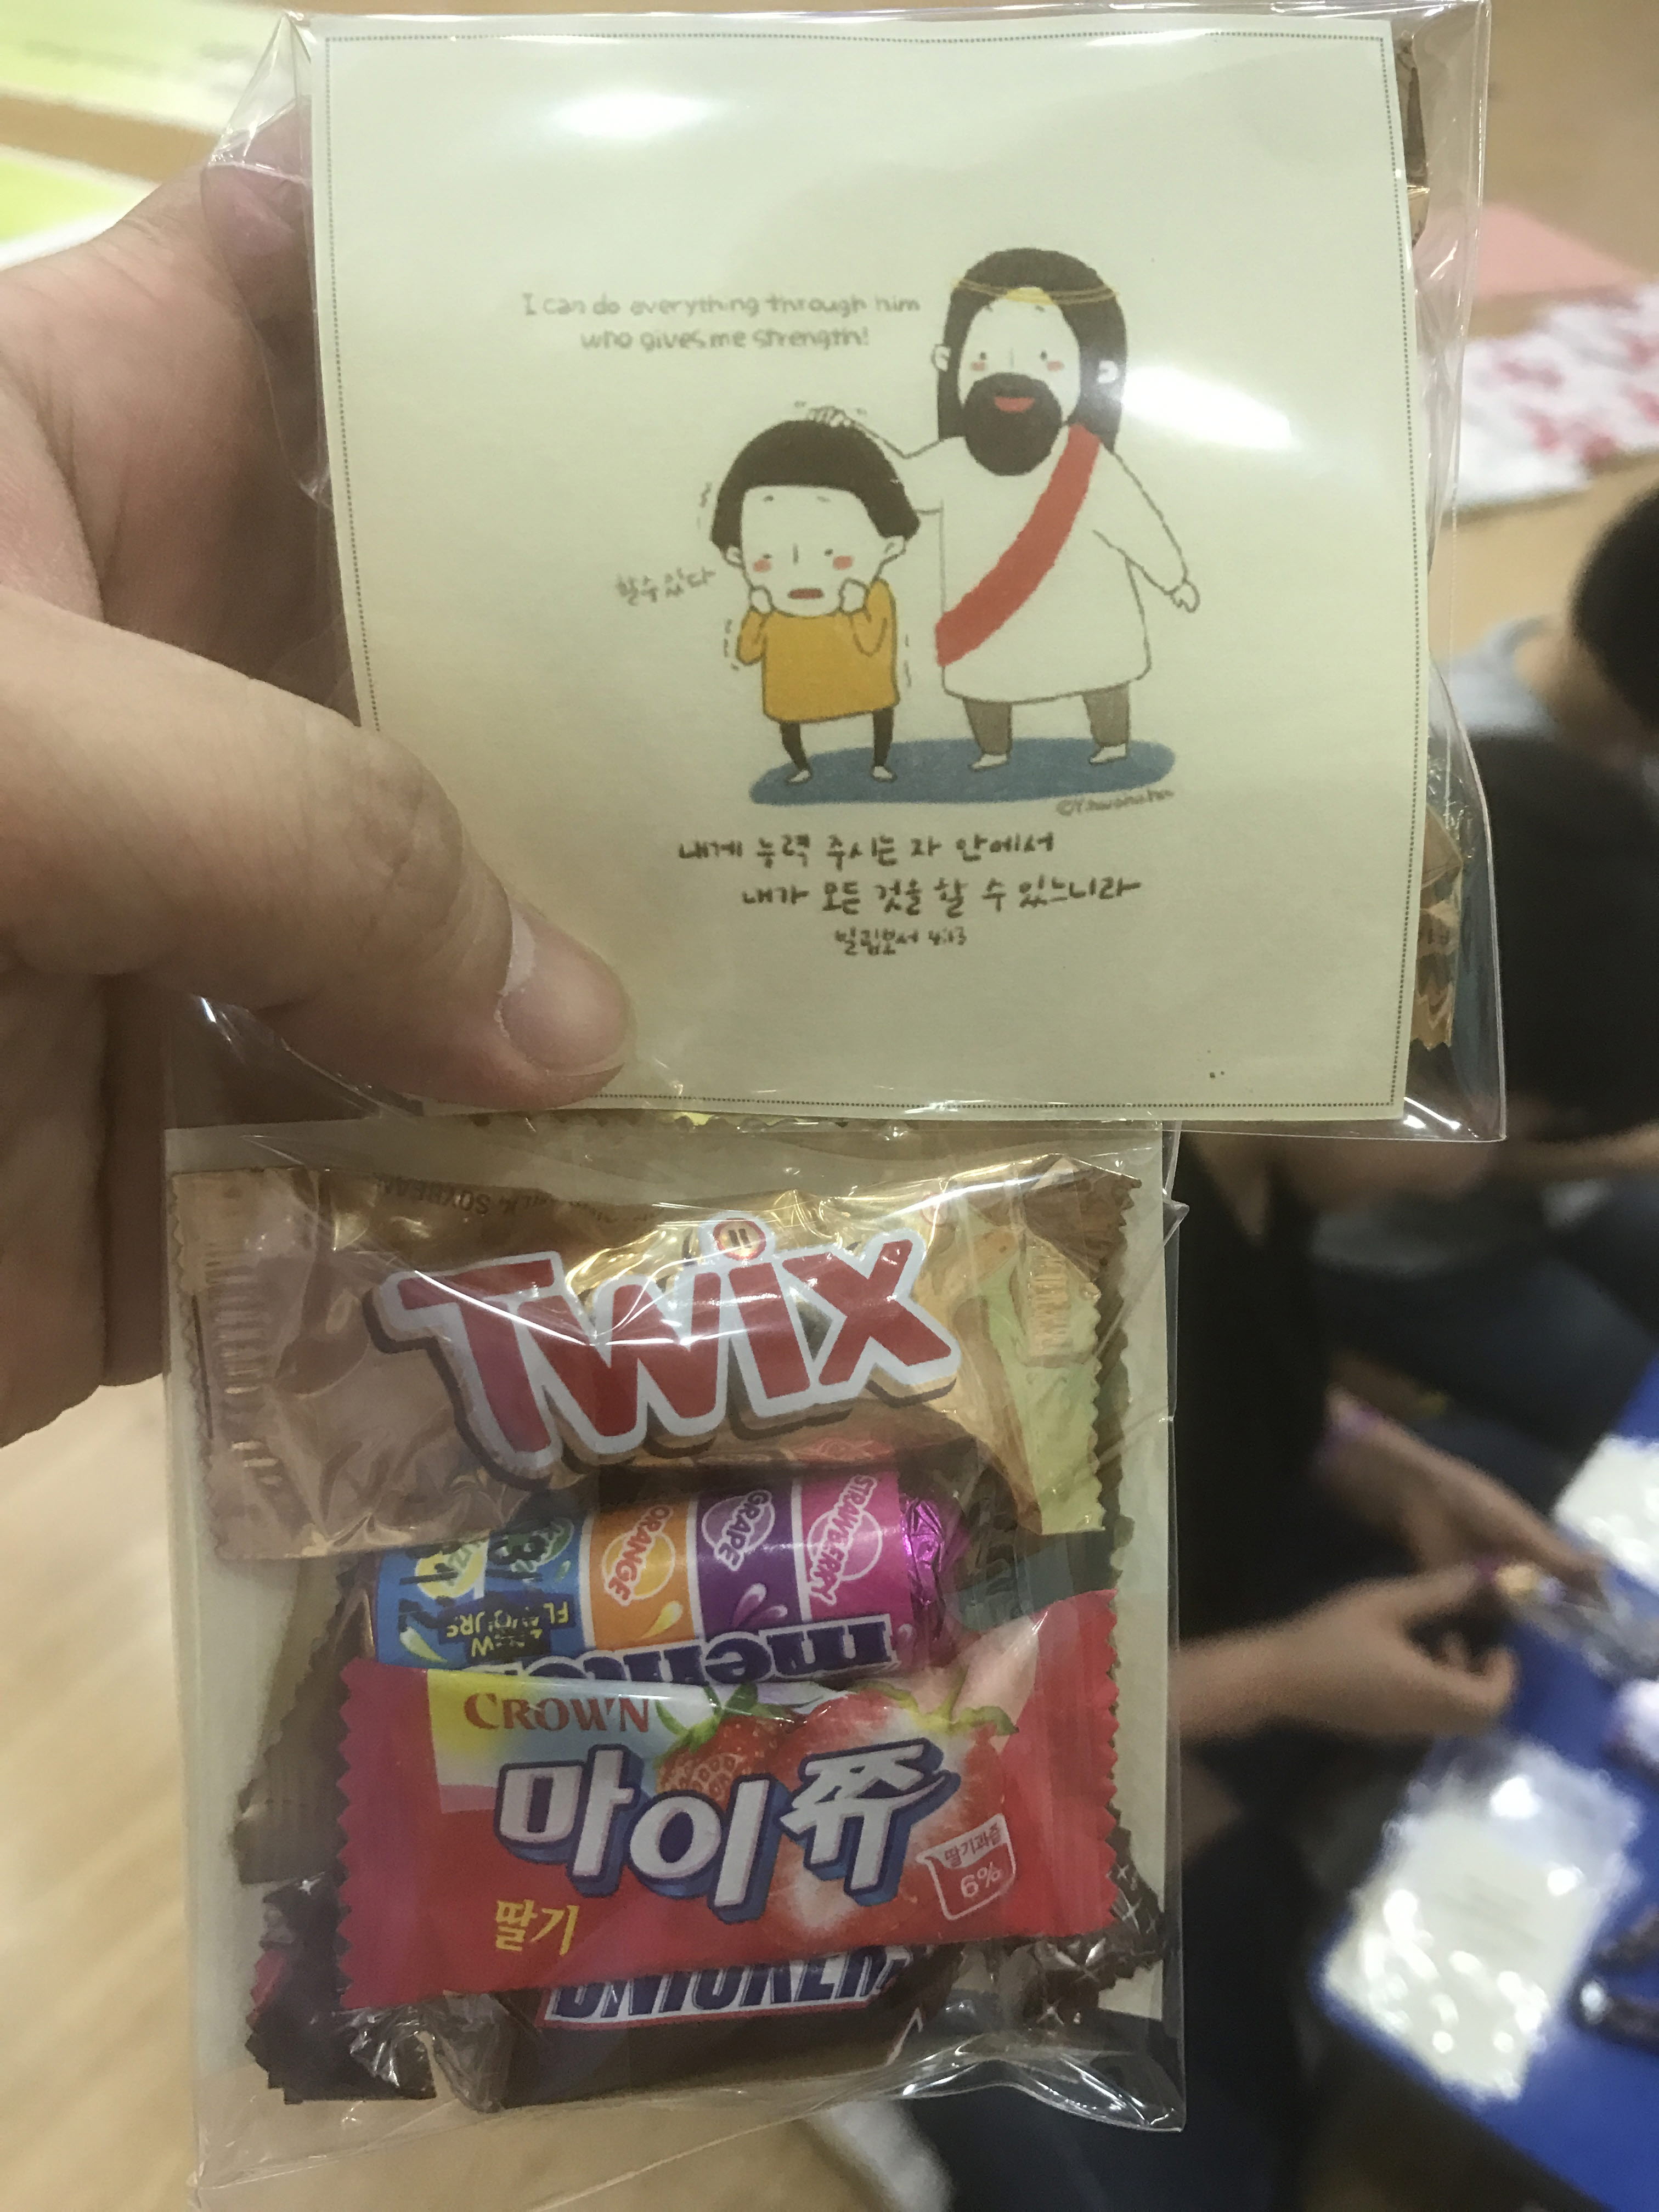 I can do everything through him
who gives me strength!
할 수 있다
내게 능력 주시는 자 안에서
내가 모든 것을 할 수 있느니라
빌립보서 4:13
SOYBEAN
Twix
STRAWBERRY
GRAPE
ORANGE
FLAVOURS
mentos
CROWN
마이쮸
딸기과즙
6%
딸기
SNICKERS